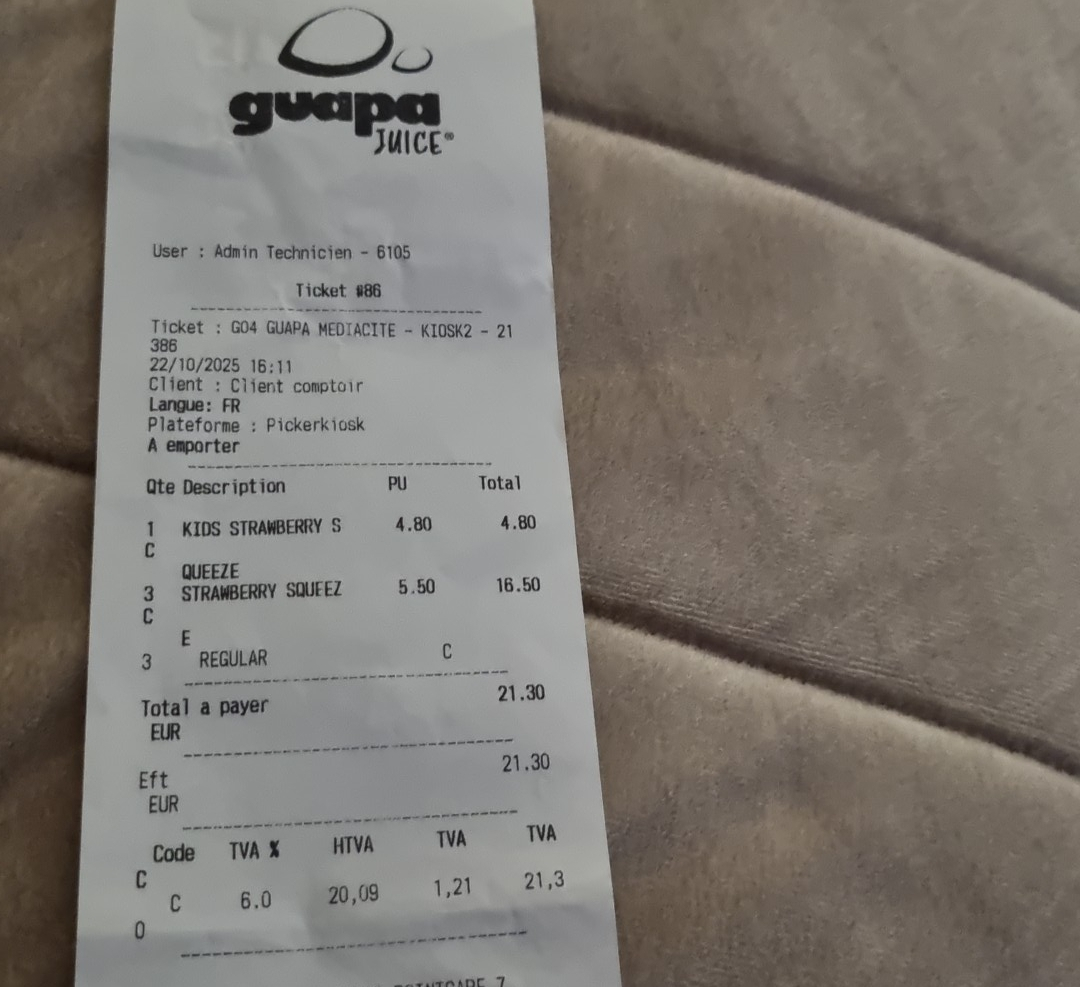 guapa
JUICE®
User : Admin Technicien - 6105
Ticket #86
Ticket : GO4 GUAPA MEDIACITE - KIOSK2 - 21
386
22/10/2025 16:11
Client : Client comptoir
Langue: FR
Plateforme : Pickerkiosk
A emporter
Qte Description PU Total
1 KIDS STRAWBERRY S 4.80 4.80
C
QUEEZE
3 STRAWBERRY SQUEEZ 5.50 16.50
C
E
3 REGULAR C
Total a payer 21.30
EUR
Eft 21.30
EUR
Code TVA % HTVA TVA TVA
C
C 6.0 20,09 1,21 21,3
0